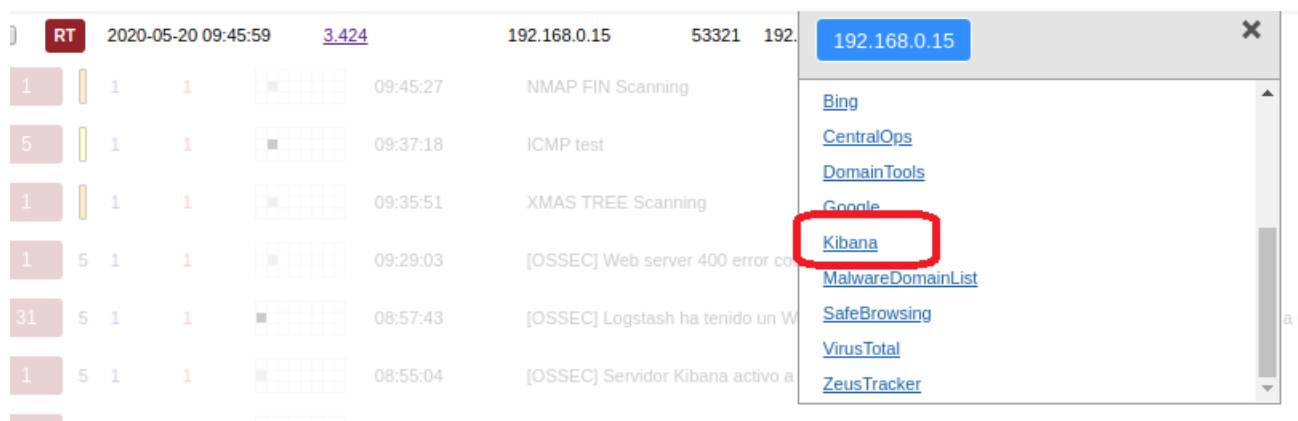 RT 2020-05-20 09:45:59 3.424 192.168.0.15 53321 192. 192.168.0.15 ×
1 1 1 09:45:27 NMAP FIN Scanning
Bing
5 1 1 09:37:18 ICMP test
CentralOps
DomainTools
1 1 1 09:35:51 XMAS TREE Scanning
Google
Kibana
1 5 1 1 09:29:03 [OSSEC] Web server 400 error co
MalwareDomainList
31 5 1 1 08:57:43 [OSSEC] Logstash ha tenido un W a
SafeBrowsing
VirusTotal
1 5 1 1 08:55:04 [OSSEC] Servidor Kibana activo a
ZeusTracker